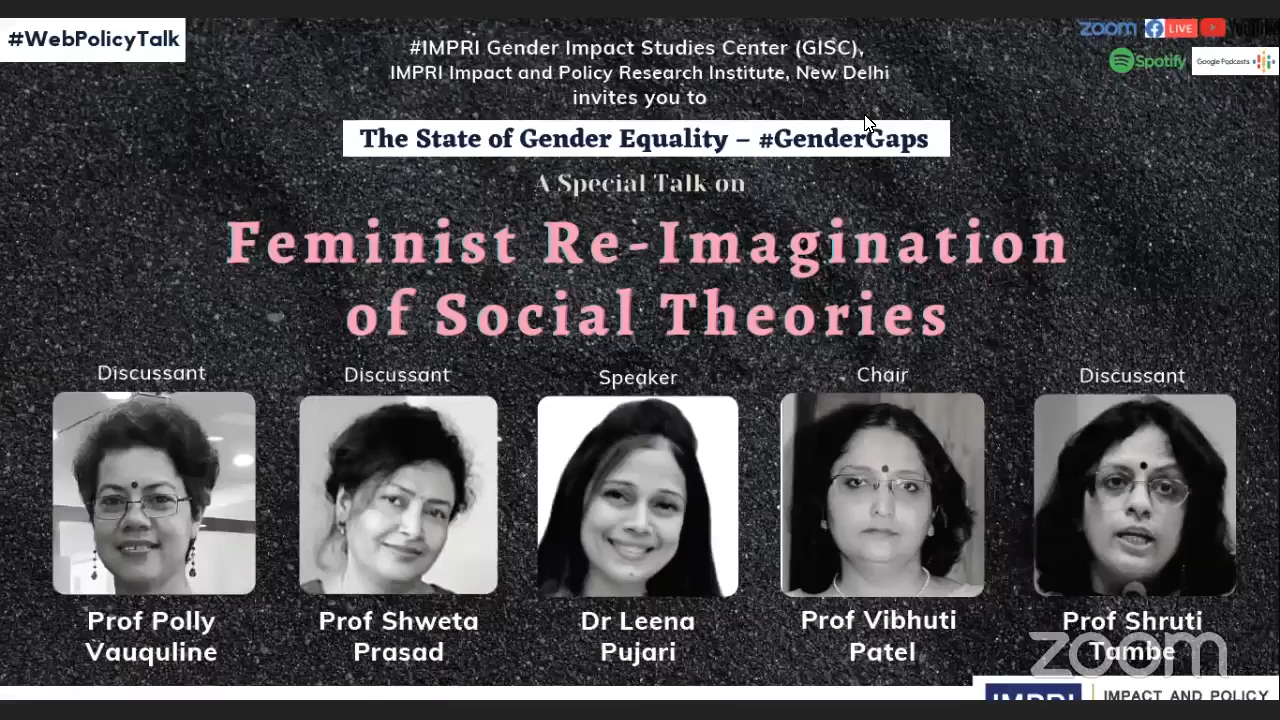 #WebPolicyTalk
zoom
LIVE
YouTube
Spotify
Google Podcasts
#IMPRI Gender Impact Studies Center (GISC),
IMPRI Impact and Policy Research Institute, New Delhi
invites you to
The State of Gender Equality – #GenderGaps
A Special Talk on
Feminist Re-Imagination
of Social Theories
Discussant
Discussant
Speaker
Chair
Discussant
Prof Polly
Vauquline
Prof Shweta
Prasad
Dr Leena
Pujari
Prof Vibhuti
Patel
Prof Shruti
Tambe
zoom
IMPRI
IMPACT AND POLICY